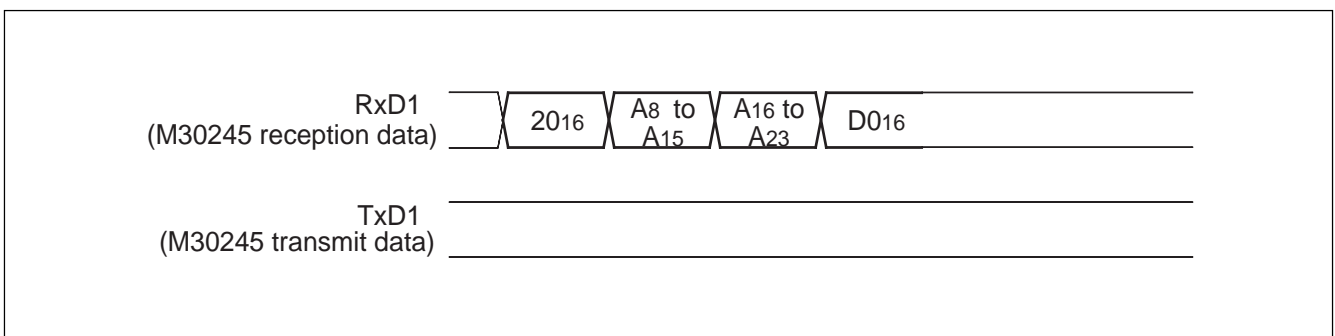 RxD1
(M30245 reception data)
2016
A8 to
A15
A16 to
A23
D016
TxD1
(M30245 transmit data)